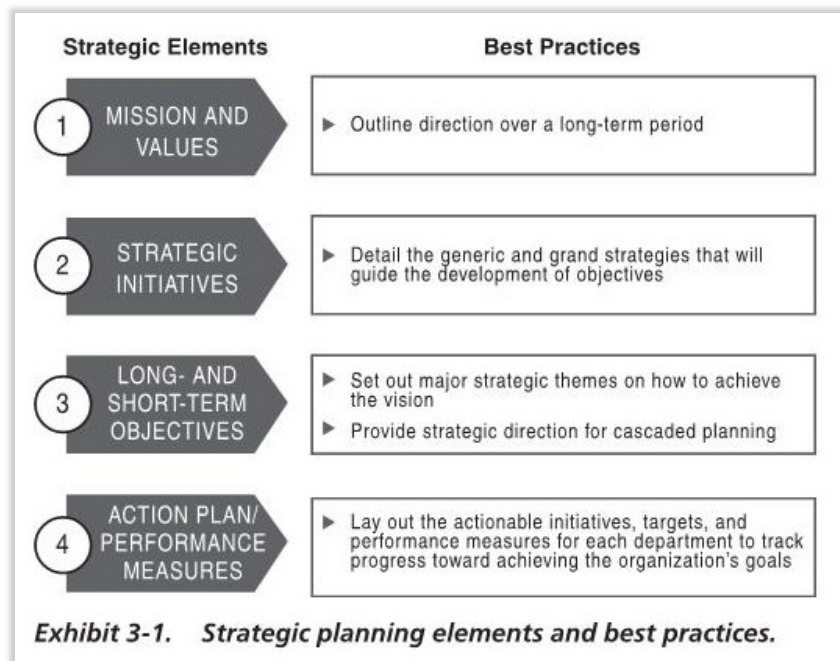 Strategic Elements
Best Practices
1
MISSION AND
VALUES
▶ Outline direction over a long-term period
2
STRATEGIC
INITIATIVES
▶ Detail the generic and grand strategies that will
guide the development of objectives
3
LONG- AND
SHORT-TERM
OBJECTIVES
▶ Set out major strategic themes on how to achieve
the vision
▶ Provide strategic direction for cascaded planning
4
ACTION PLAN/
PERFORMANCE
MEASURES
▶ Lay out the actionable initiatives, targets, and
performance measures for each department to track
progress toward achieving the organization's goals
Exhibit 3-1. Strategic planning elements and best practices.